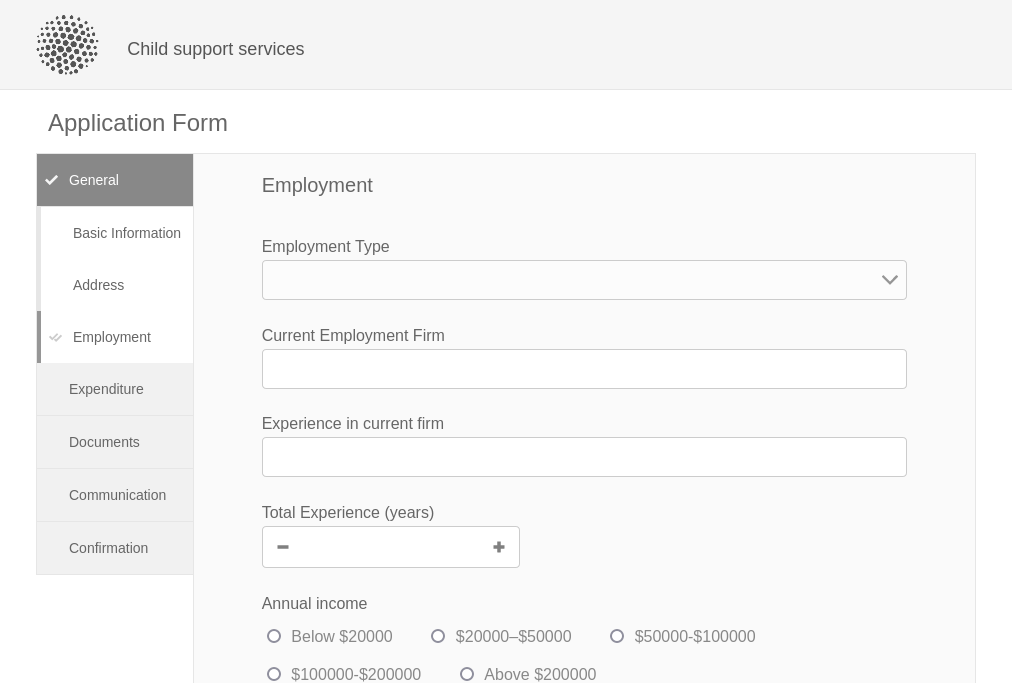 Child support services
Application Form
General
Basic Information
Address
Employment
Expenditure
Documents
Communication
Confirmation
Employment
Employment Type
Current Employment Firm
Experience in current firm
Total Experience (years)
Annual income
Below $20000 $20000–$50000 $50000-$100000
$100000-$200000 Above $200000